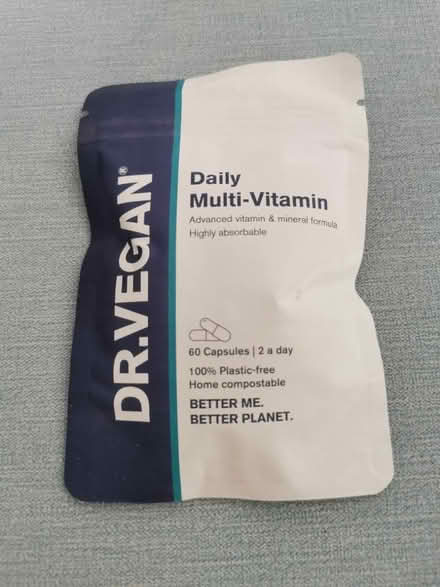 DR.VEGAN®
Daily
Multi-Vitamin
Advanced vitamin & mineral formula
Highly absorbable
60 Capsules | 2 a day
100% Plastic-free
Home compostable
BETTER ME.
BETTER PLANET.